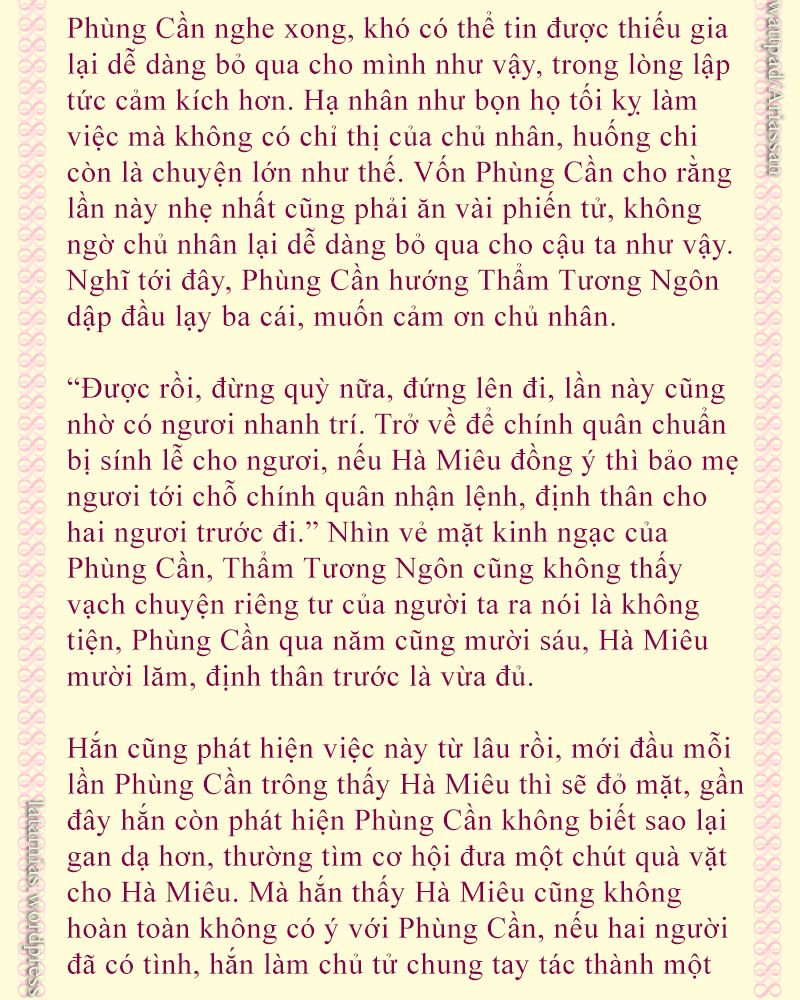 Phùng Cần nghe xong, khó có thể tin được thiếu gia
lại dễ dàng bỏ qua cho mình như vậy, trong lòng lập
tức cảm kích hơn. Hạ nhân như bọn họ tối kỵ làm
việc mà không có chỉ thị của chủ nhân, huống chi
còn là chuyện lớn như thế. Vốn Phùng Cần cho rằng
lần này nhẹ nhất cũng phải ăn vài phiến tử, không
ngờ chủ nhân lại dễ dàng bỏ qua cho cậu ta như vậy.
Nghĩ tới đây, Phùng Cần hướng Thẩm Tương Ngôn
dập đầu lạy ba cái, muốn cảm ơn chủ nhân.
“Được rồi, đừng quỳ nữa, đứng lên đi, lần này cũng
nhờ có ngươi nhanh trí. Trở về để chính quân chuẩn
bị sính lễ cho ngươi, nếu Hà Miêu đồng ý thì bảo mẹ
ngươi tới chỗ chính quân nhận lệnh, định thân cho
hai ngươi trước đi.” Nhìn vẻ mặt kinh ngạc của
Phùng Cần, Thẩm Tương Ngôn cũng không thấy
vạch chuyện riêng tư của người ta ra nói là không
tiện, Phùng Cần qua năm cũng mười sáu, Hà Miêu
mười lăm, định thân trước là vừa đủ.
Hắn cũng phát hiện việc này từ lâu rồi, mới đầu mỗi
lần Phùng Cần trông thấy Hà Miêu thì sẽ đỏ mặt, gần
đây hắn còn phát hiện Phùng Cần không biết sao lại
gan dạ hơn, thường tìm cơ hội đưa một chút quà vặt
cho Hà Miêu. Mà hắn thấy Hà Miêu cũng không
hoàn toàn không có ý với Phùng Cần, nếu hai người
đã có tình, hắn làm chủ tử chung tay tác thành một
latarnias.wordpress